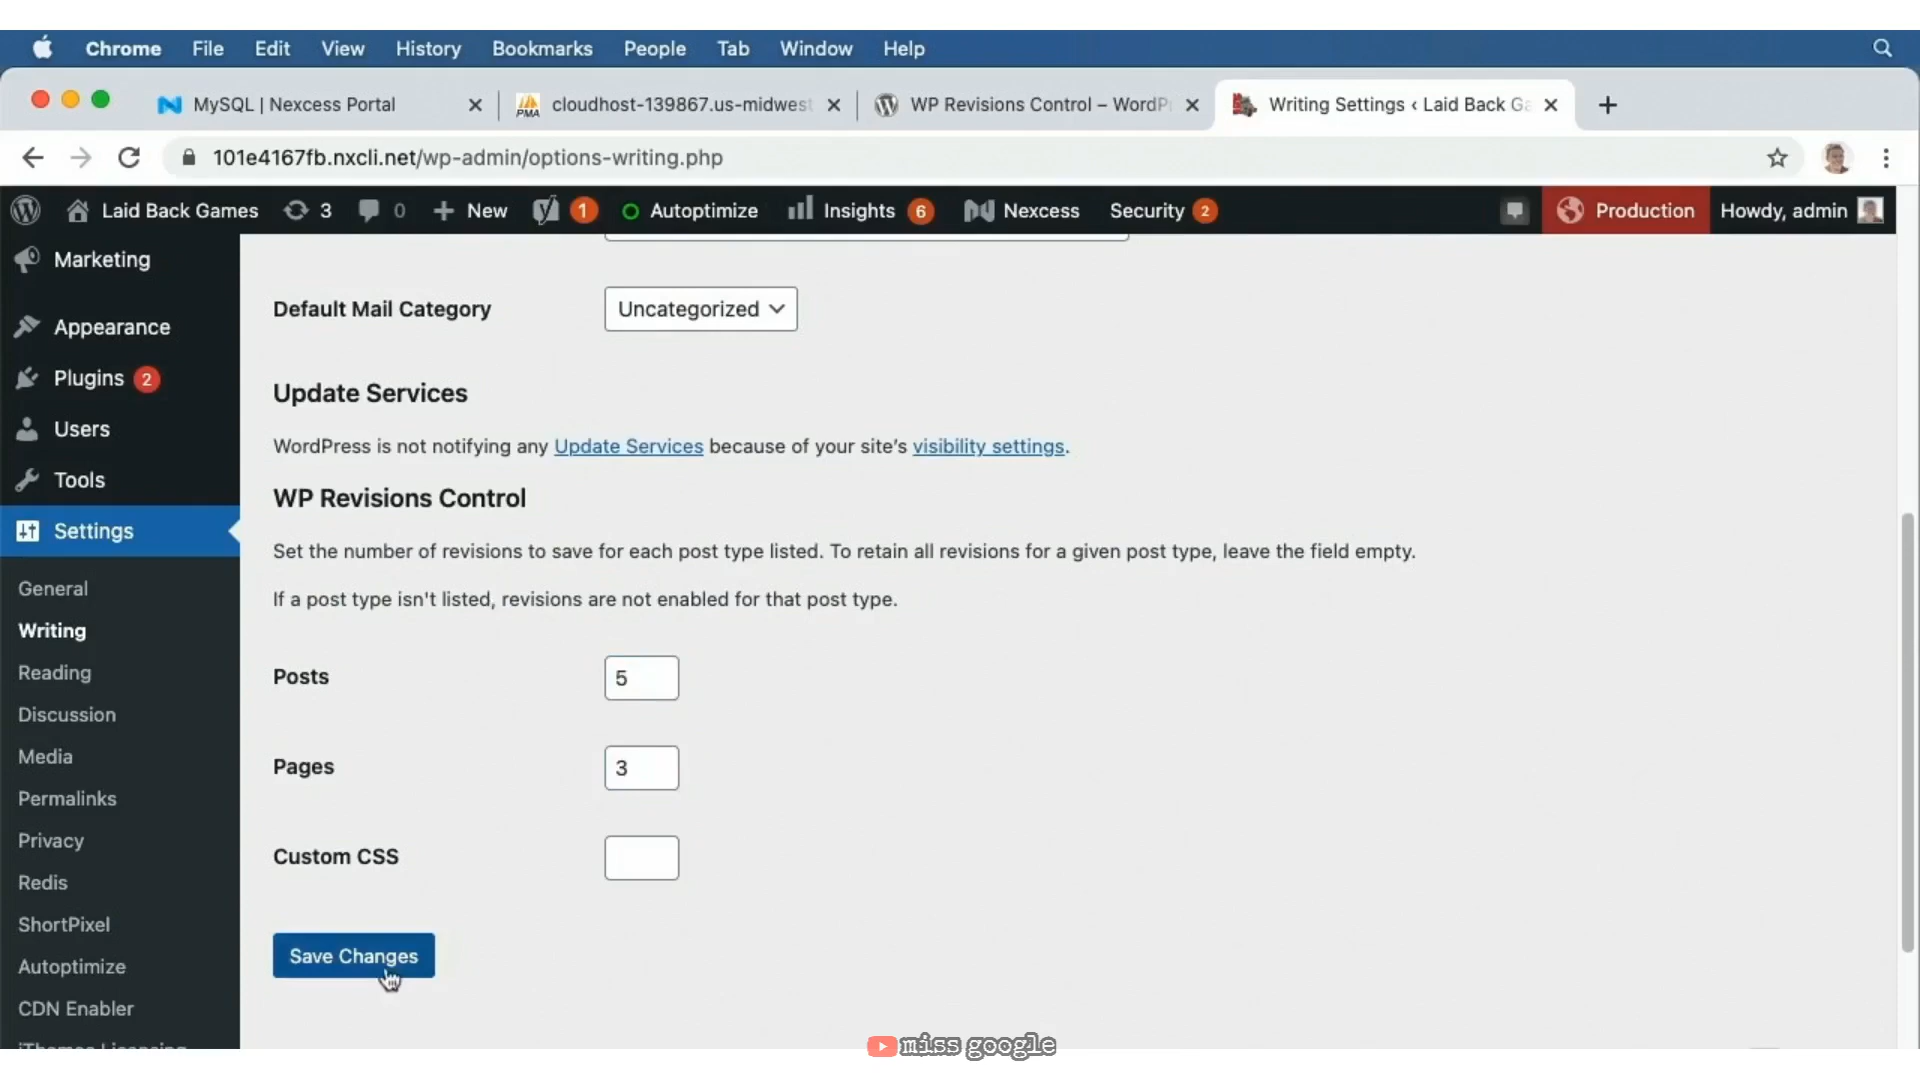 Chrome File Edit View History Bookmarks People Tab Window Help
MySQL | Nexcess Portal
PMA cloudhost-139867.us-midwest
WP Revisions Control – WordP
Writing Settings ‹ Laid Back Ga
101e4167fb.nxcli.net/wp-admin/options-writing.php
Laid Back Games 3 0 New 1 Autoptimize Insights 6 Nexcess Security 2 Production Howdy, admin
Marketing
Appearance
Plugins 2
Users
Tools
Settings
General
Writing
Reading
Discussion
Media
Permalinks
Privacy
Redis
ShortPixel
Autoptimize
CDN Enabler
iThemes Licensing
Default Mail Category Uncategorized
Update Services
WordPress is not notifying any Update Services because of your site's visibility settings.
WP Revisions Control
Set the number of revisions to save for each post type listed. To retain all revisions for a given post type, leave the field empty.
If a post type isn't listed, revisions are not enabled for that post type.
Posts 5
Pages 3
Custom CSS
Save Changes
miss google